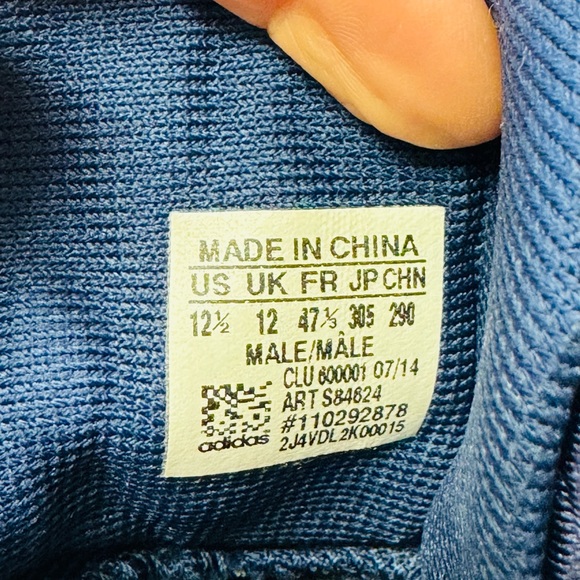 MADE IN CHINA
US UK FR JP CHN
12½ 12 47⅓ 305 290
MALE/MÂLE
CLU 600001 07/14
ART S84624
#110292878
adidas 2J4VDL2K00015